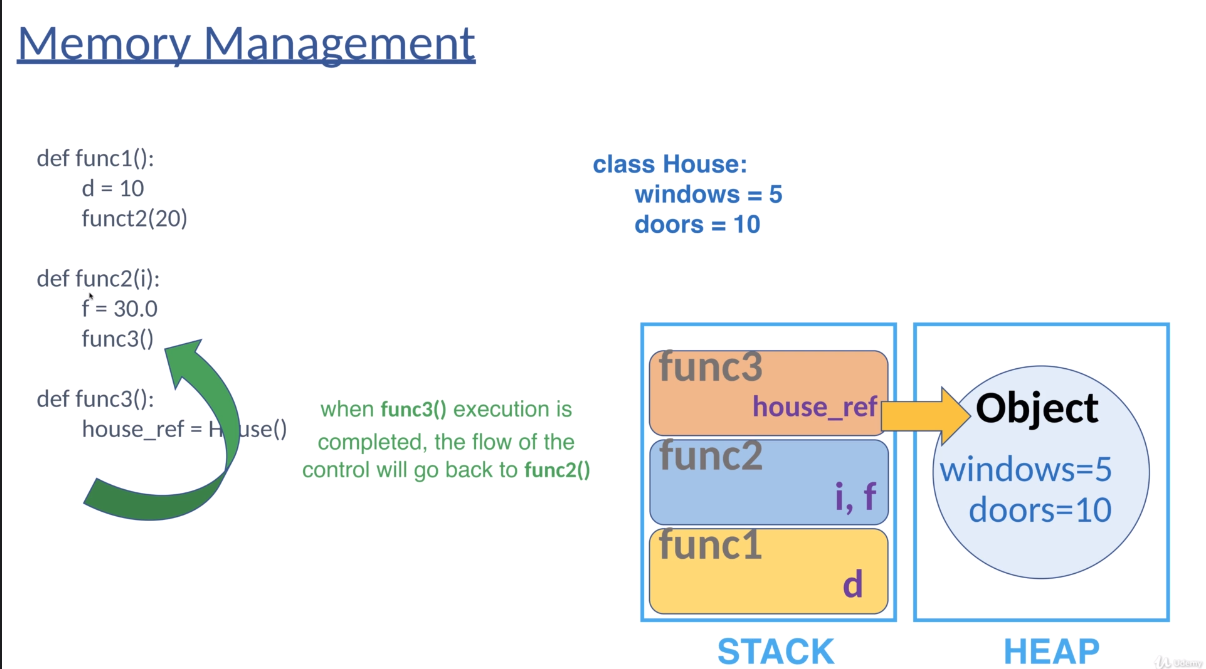 Memory Management
def func1():
d = 10
funct2(20)
def func2(i):
f = 30.0
func3()
def func3():
house_ref = H use()
when func3() execution is
completed, the flow of the
control will go back to func2()
class House:
windows = 5
doors = 10
func3
house_ref
func2
i, f
func1
d
STACK
Object
windows=5
doors=10
HEAP
Udemy